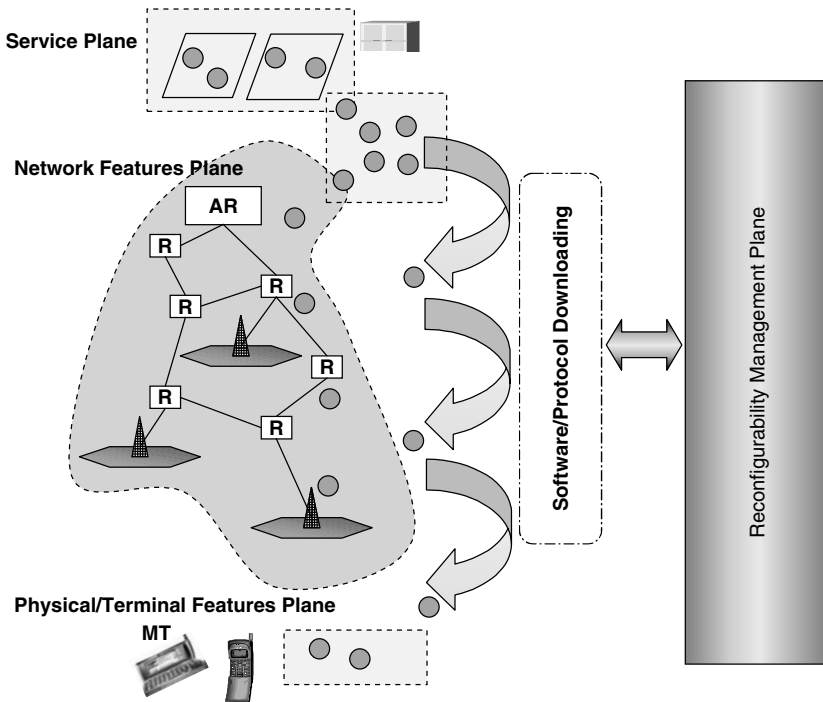 Service Plane
Network Features Plane
AR
R
R
R
R
R
R
Software/Protocol Downloading
Reconfigurability Management Plane
Physical/Terminal Features Plane
MT